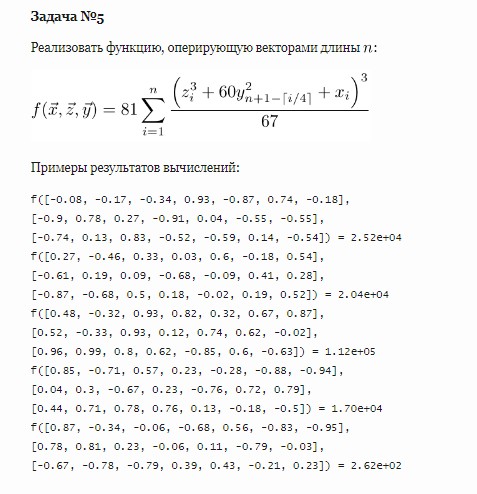 Задача №5
Реализовать функцию, оперирующую векторами длины n:
f(x⃗, z⃗, y⃗) = 81 ∑_{i=1}^{n} (z_i^3 + 60y_{n+1−⌈i/4⌉}^2 + x_i)^3 / 67
Примеры результатов вычислений:
f([-0.08, -0.17, -0.34, 0.93, -0.87, 0.74, -0.18],
[-0.9, 0.78, 0.27, -0.91, 0.04, -0.55, -0.55],
[-0.74, 0.13, 0.83, -0.52, -0.59, 0.14, -0.54]) = 2.52e+04
f([0.27, -0.46, 0.33, 0.03, 0.6, -0.18, 0.54],
[-0.61, 0.19, 0.09, -0.68, -0.09, 0.41, 0.28],
[-0.87, -0.68, 0.5, 0.18, -0.02, 0.19, 0.52]) = 2.04e+04
f([0.48, -0.32, 0.93, 0.82, 0.32, 0.67, 0.87],
[0.52, -0.33, 0.93, 0.12, 0.74, 0.62, -0.02],
[0.96, 0.99, 0.8, 0.62, -0.85, 0.6, -0.63]) = 1.12e+05
f([0.85, -0.71, 0.57, 0.23, -0.28, -0.88, -0.94],
[0.04, 0.3, -0.67, 0.23, -0.76, 0.72, 0.79],
[0.44, 0.71, 0.78, 0.76, 0.13, -0.18, -0.5]) = 1.70e+04
f([0.87, -0.34, -0.06, -0.68, 0.56, -0.83, -0.95],
[0.78, 0.81, 0.23, -0.06, 0.11, -0.79, -0.03],
[-0.67, -0.78, -0.79, 0.39, 0.43, -0.21, 0.23]) = 2.62e+02